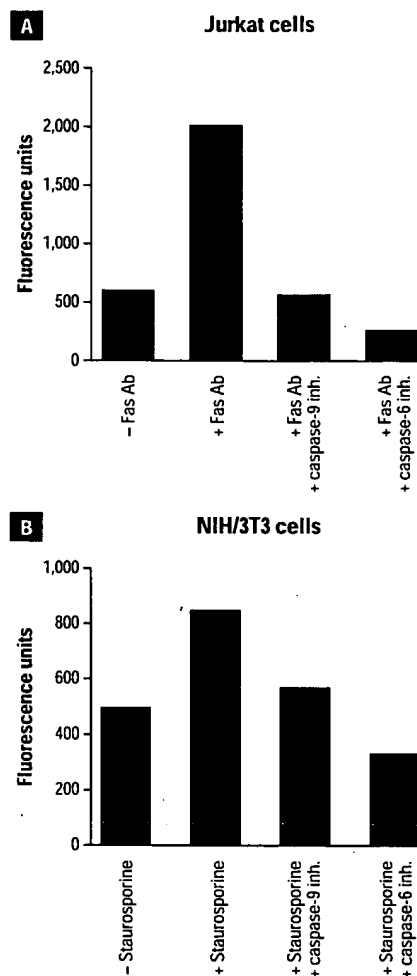 A
Jurkat cells
Fluorescence units
2,500
2,000
1,500
1,000
500
0
– Fas Ab
+ Fas Ab
+ Fas Ab
+ caspase-9 inh.
+ Fas Ab
+ caspase-6 inh.
B
NIH/3T3 cells
Fluorescence units
1,000
800
600
400
200
0
– Staurosporine
+ Staurosporine
+ Staurosporine
+ caspase-9 inh.
+ Staurosporine
+ caspase-6 inh.